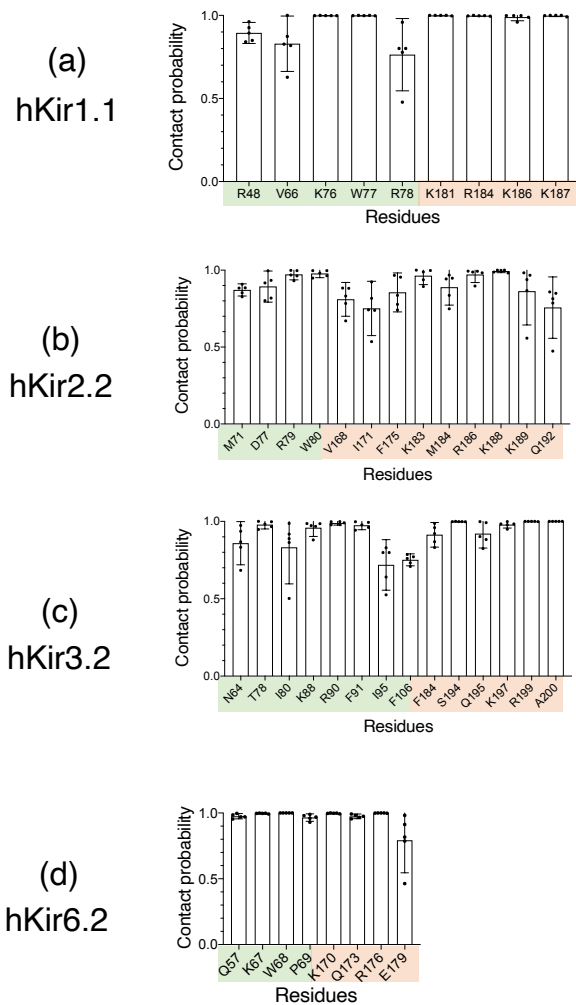 (a)
hKir1.1
Contact probability
1.0
0.5
0.0
R48 V66 K76 W77 R78 K181 R184 K186 K187
Residues
(b)
hKir2.2
Contact probability
1.0
0.5
0.0
M71 D77 R79 W80 V168 I171 F175 K183 M184 R186 K188 K189 Q192
Residues
(c)
hKir3.2
Contact probability
1.0
0.5
0.0
N64 T78 I80 K88 R90 F91 I95 F106 F184 S194 Q195 K197 R199 A200
Residues
(d)
hKir6.2
Contact probability
1.0
0.5
0.0
Q57 K67 W68 P69 K170 Q173 R176 E179
Residues